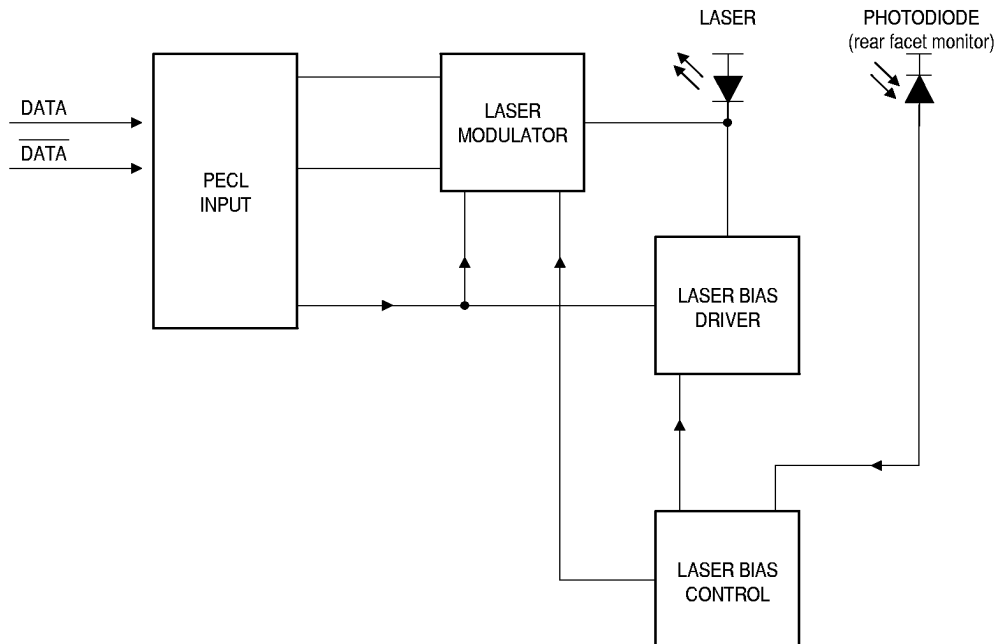 LASER
PHOTODIODE
(rear facet monitor)
DATA
DATA
PECL
INPUT
LASER
MODULATOR
LASER BIAS
DRIVER
LASER BIAS
CONTROL